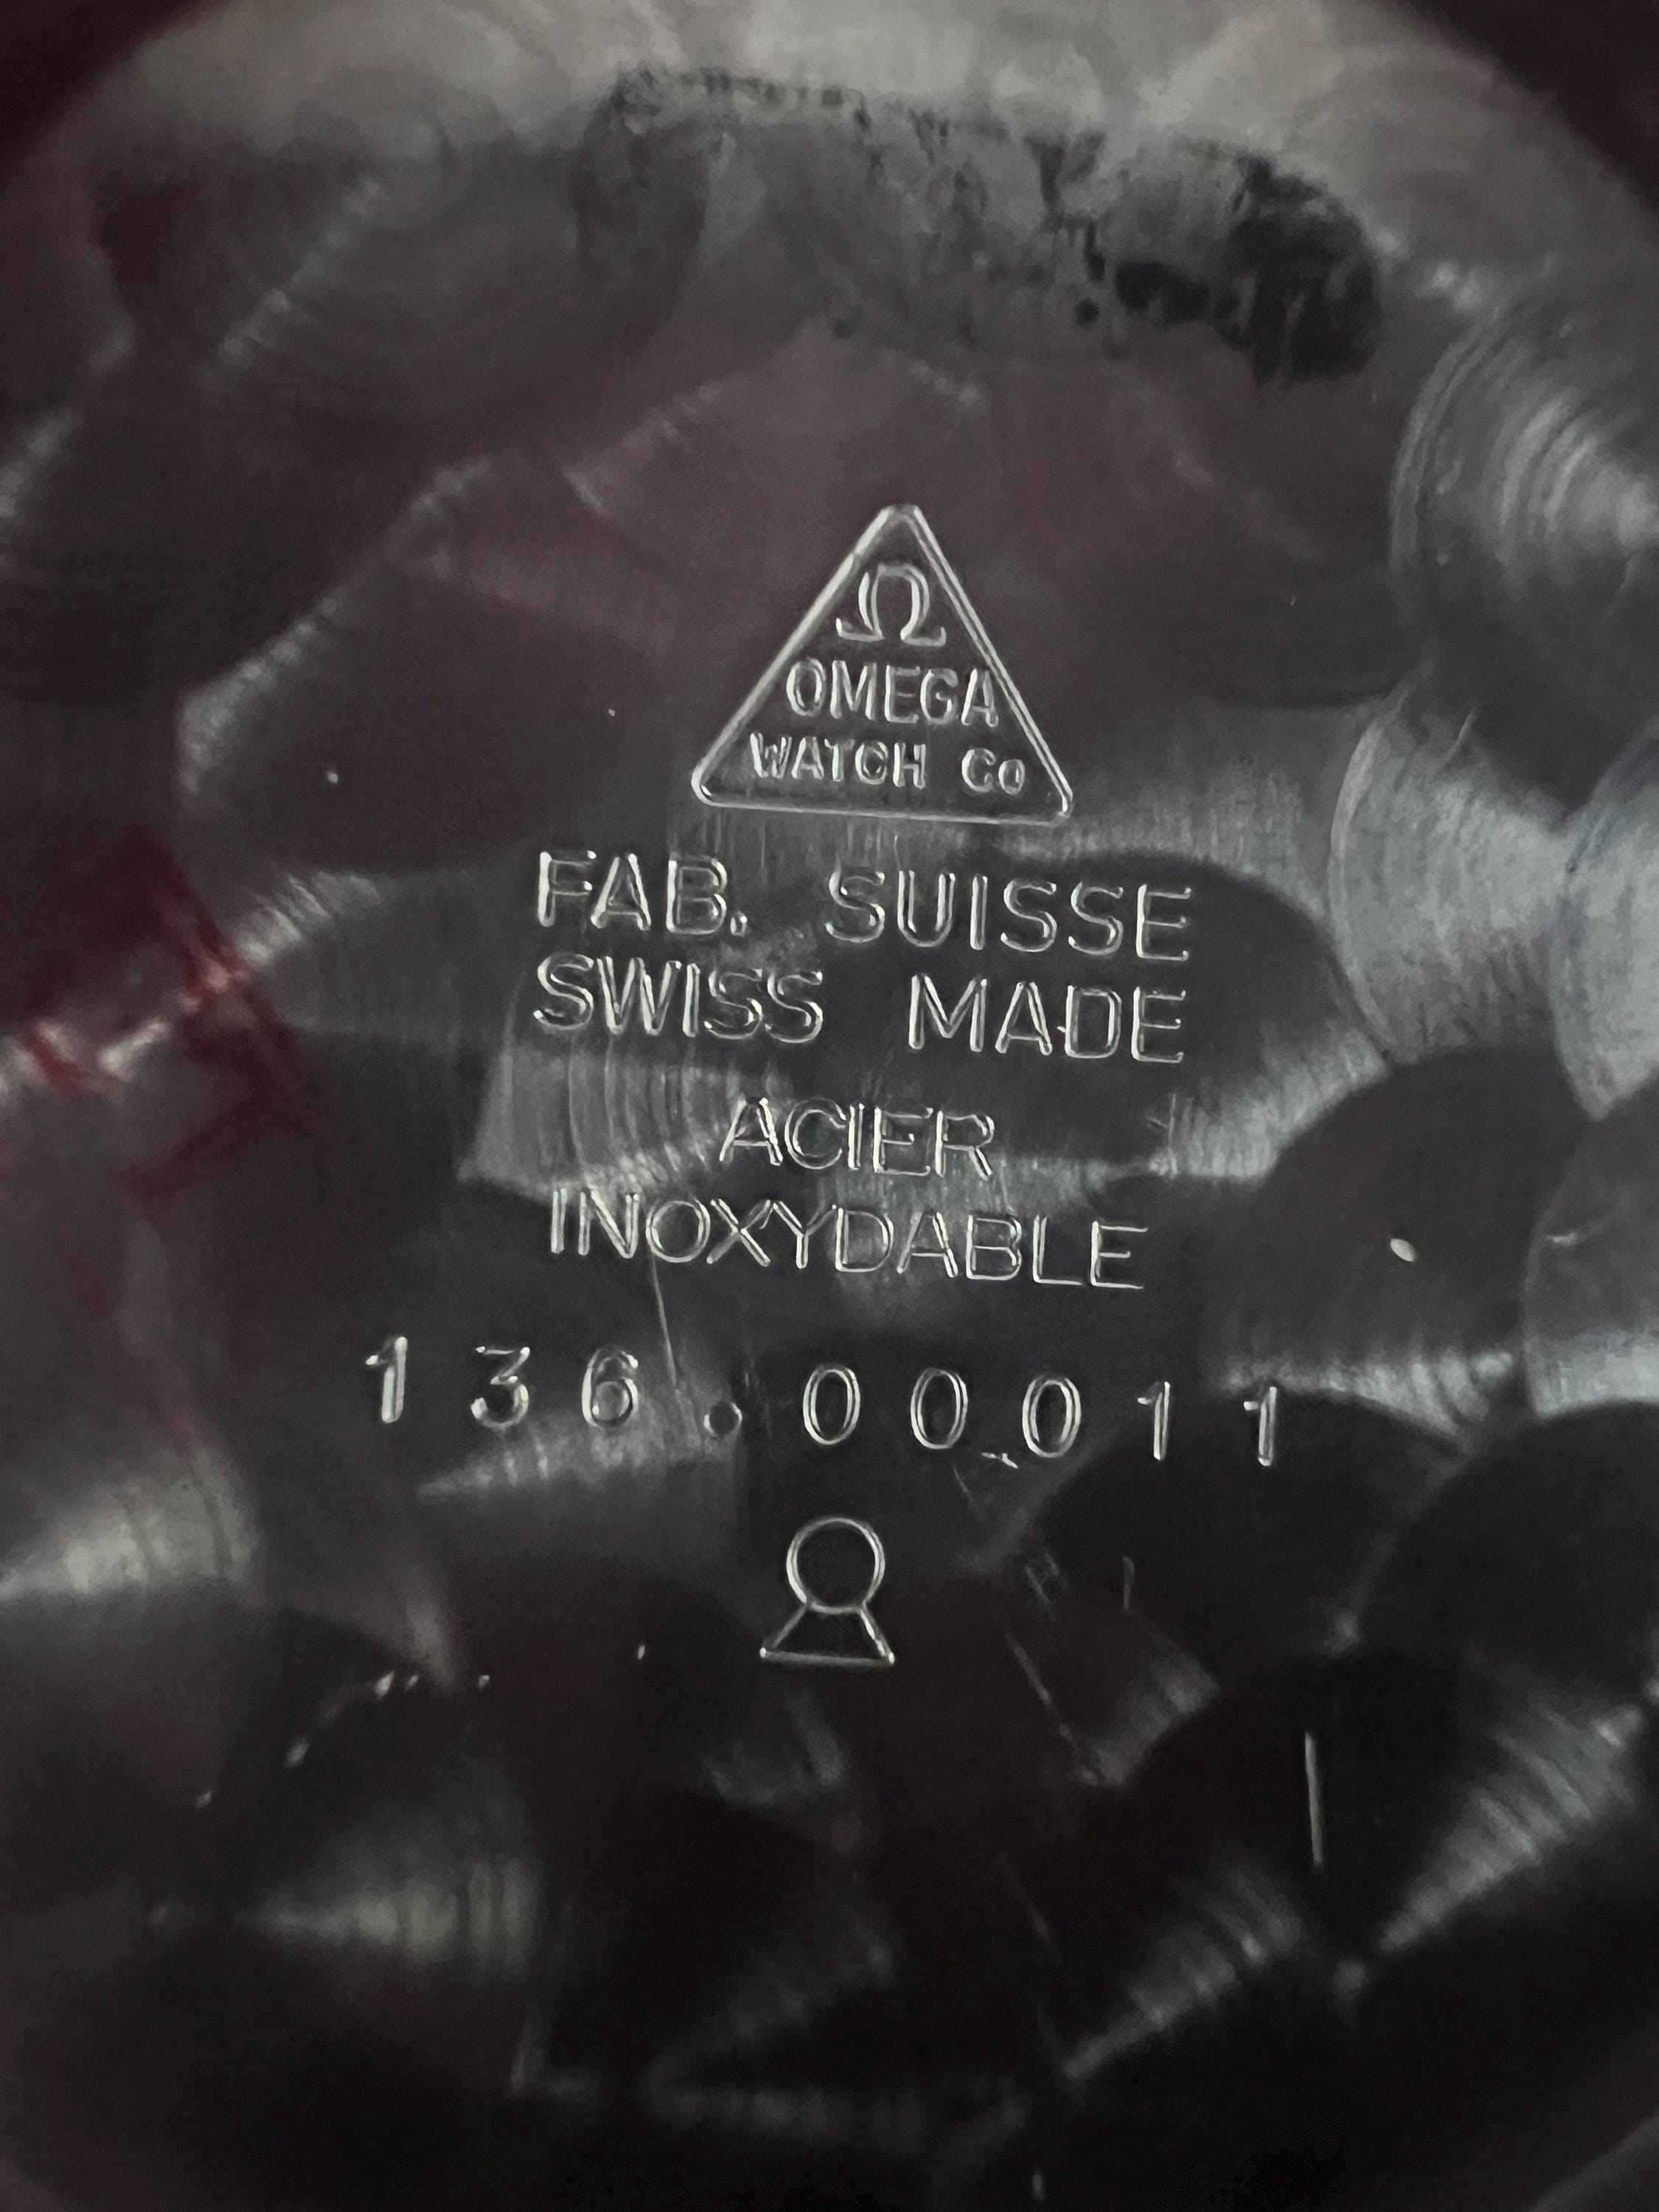 Ω
OMEGA
WATCH Co
FAB. SUISSE
SWISS MADE
ACIER
INOXYDABLE
136.00011